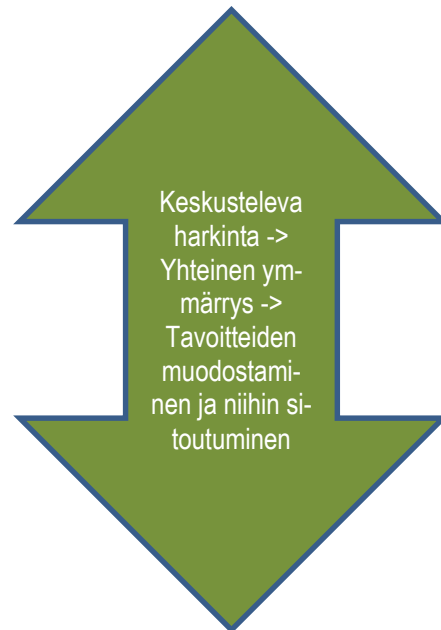 Keskusteleva
harkinta ->
Yhteinen ym-
märrys ->
Tavoitteiden
muodostami-
nen ja niihin si-
toutuminen